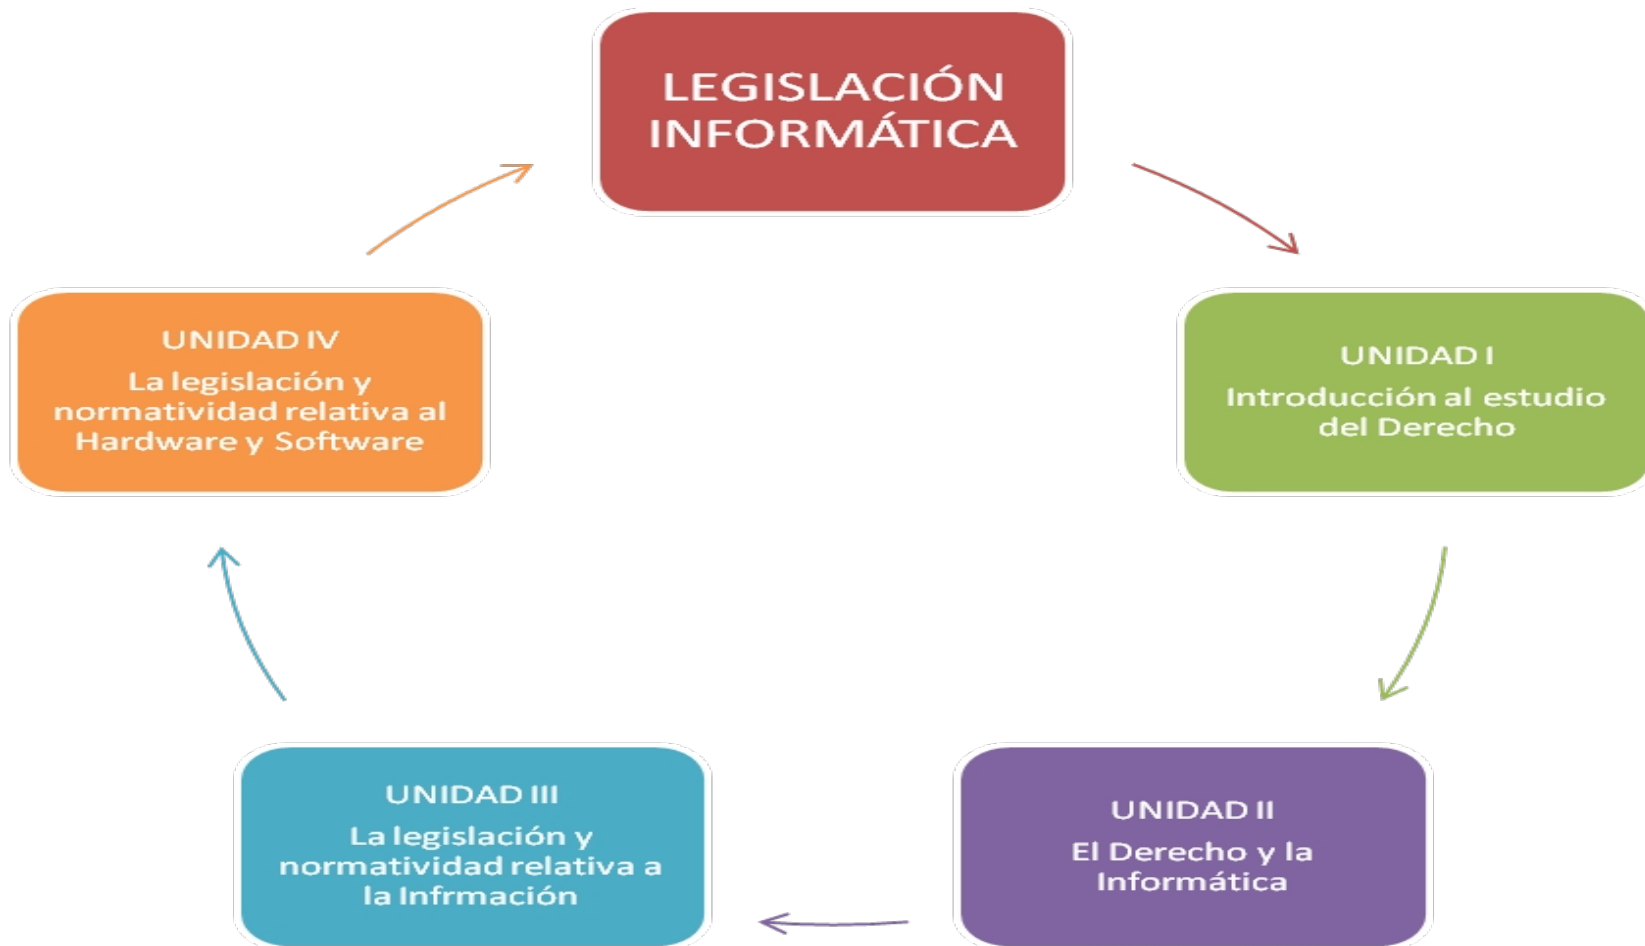 LEGISLACIÓN
INFORMÁTICA
UNIDAD I
Introducción al estudio
del Derecho
UNIDAD II
El Derecho y la
Informática
UNIDAD III
La legislación y
normatividad relativa a
la Infrmación
UNIDAD IV
La legislación y
normatividad relativa al
Hardware y Software